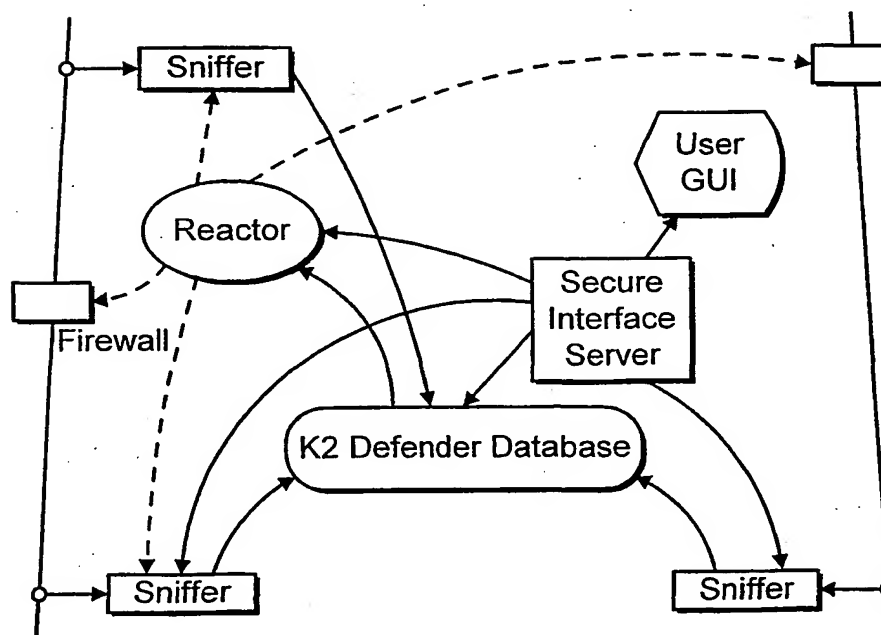 Sniffer
User
GUI
Reactor
Secure
Interface
Server
Firewall
K2 Defender Database
Sniffer
Sniffer